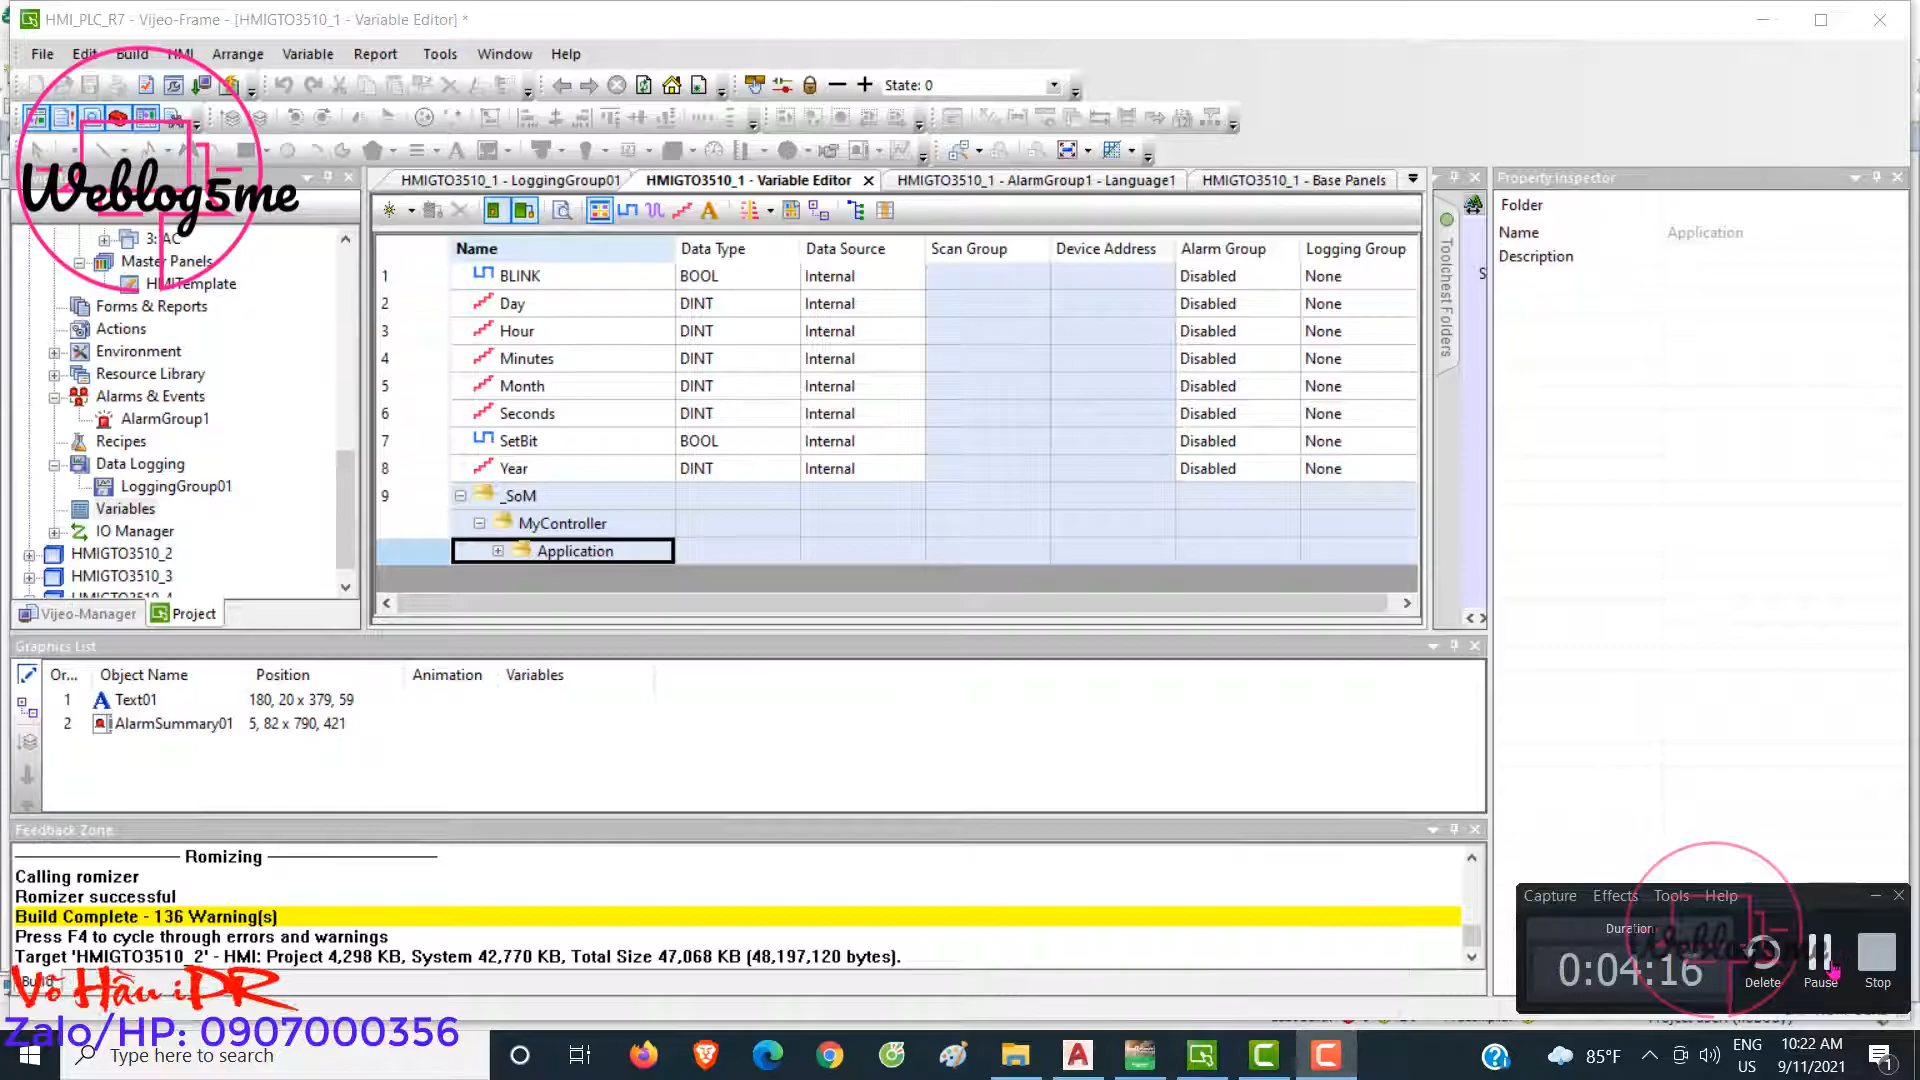 HMI_PLC_R7 - Vijeo-Frame - [HMIGTO3510_1 - Variable Editor] *
File Edit Build HMI Arrange Variable Report Tools Window Help
State: 0
Weblog5me
HMIGTO3510_1 - LoggingGroup01
HMIGTO3510_1 - Variable Editor
HMIGTO3510_1 - AlarmGroup1 - Language1
HMIGTO3510_1 - Base Panels
3: AC
Master Panels
HMITemplate
Forms & Reports
Actions
Environment
Resource Library
Alarms & Events
AlarmGroup1
Recipes
Data Logging
LoggingGroup01
Variables
IO Manager
HMIGTO3510_2
HMIGTO3510_3
Vijeo-Manager Project
Name Data Type Data Source Scan Group Device Address Alarm Group Logging Group
1 BLINK BOOL Internal Disabled None
2 Day DINT Internal Disabled None
3 Hour DINT Internal Disabled None
4 Minutes DINT Internal Disabled None
5 Month DINT Internal Disabled None
6 Seconds DINT Internal Disabled None
7 SetBit BOOL Internal Disabled None
8 Year DINT Internal Disabled None
9 _SoM
MyController
Application
Toolchest Folders
Property Inspector
Folder
Name Application
Description
Graphics List
Or... Object Name Position Animation Variables
1 Text01 180, 20 x 379, 59
2 AlarmSummary01 5, 82 x 790, 421
Feedback Zone
Romizing
Calling romizer
Romizer successful
Build Complete - 136 Warning(s)
Press F4 to cycle through errors and warnings
Target 'HMIGTO3510_2' - HMI: Project 4,298 KB, System 42,770 KB, Total Size 47,068 KB (48,197,120 bytes).
Build
Võ Hầu iDR
Zalo/HP: 0907000356
Capture Effects Tools Help
Duration
0:04:16
Delete Pause Stop
Type here to search
85°F
ENG
US
10:22 AM
9/11/2021
1